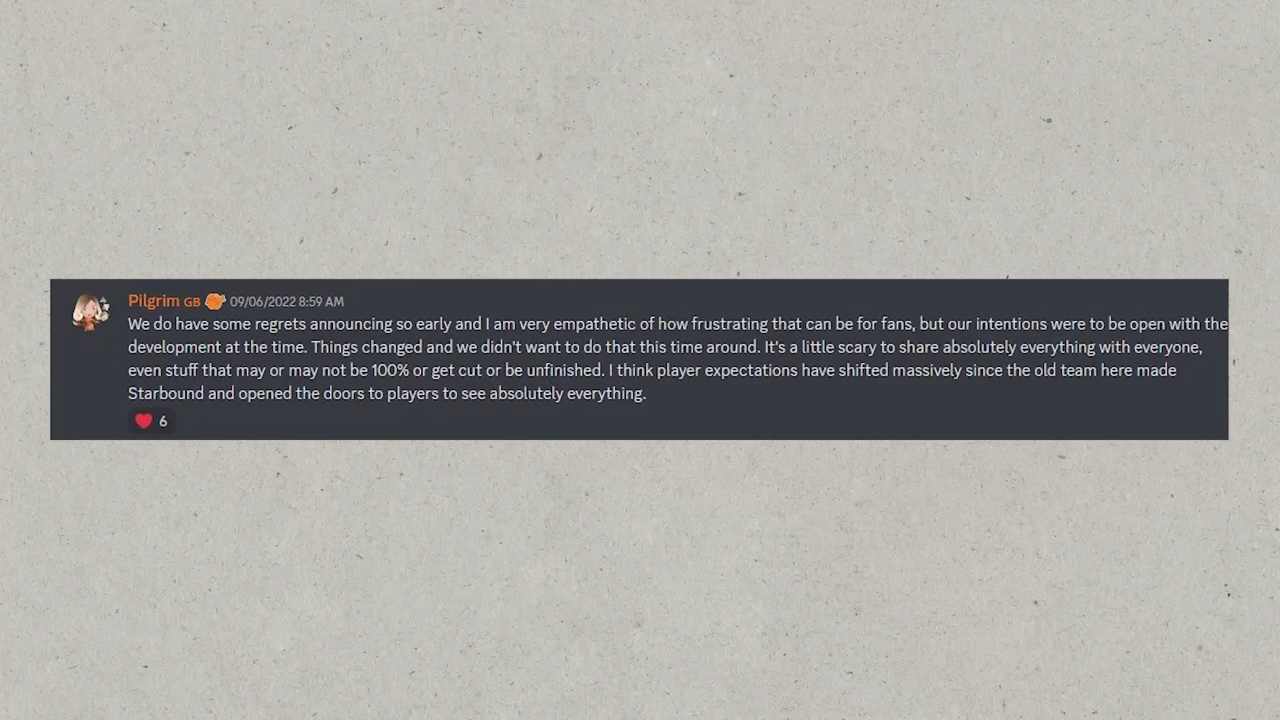 Pilgrim GB 09/06/2022 8:59 AM
We do have some regrets announcing so early and I am very empathetic of how frustrating that can be for fans, but our intentions were to be open with the
development at the time. Things changed and we didn't want to do that this time around. It's a little scary to share absolutely everything with everyone,
even stuff that may or may not be 100% or get cut or be unfinished. I think player expectations have shifted massively since the old team here made
Starbound and opened the doors to players to see absolutely everything.
6